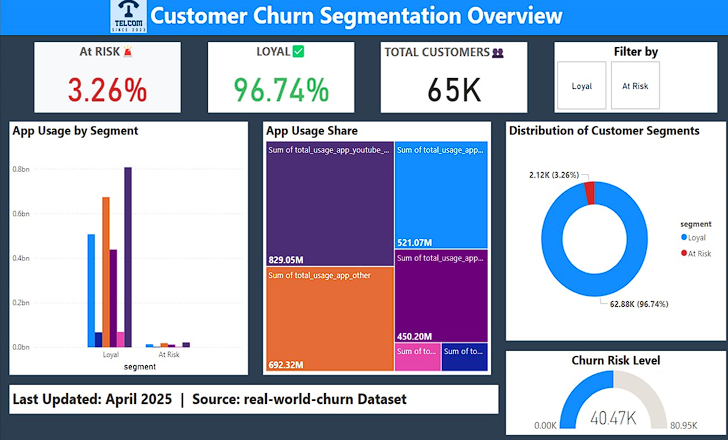 TELCOM
SINCE 2023
Customer Churn Segmentation Overview
At RISK
3.26%
LOYAL
96.74%
TOTAL CUSTOMERS
65K
Filter by
Loyal
At Risk
App Usage by Segment
0.8bn
0.6bn
0.4bn
0.2bn
0.0bn
Loyal
At Risk
segment
App Usage Share
Sum of total_usage_app_youtube_...
829.05M
Sum of total_usage_app...
521.07M
Sum of total_usage_app_other
692.32M
Sum of total_usage_app...
450.20M
Sum of to...
Sum of to...
Distribution of Customer Segments
2.12K (3.26%)
62.88K (96.74%)
segment
Loyal
At Risk
Churn Risk Level
0.00K
40.47K
80.95K
Last Updated: April 2025 | Source: real-world-churn Dataset